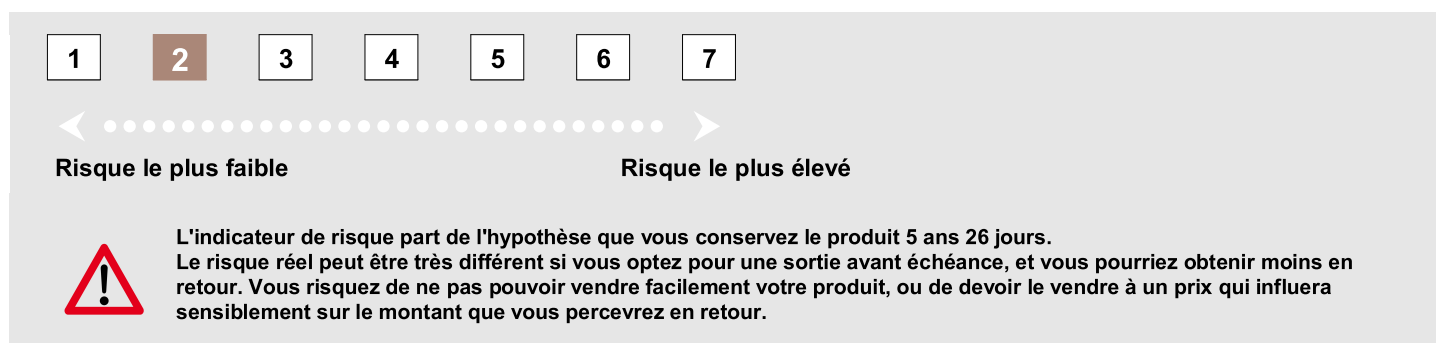 1 2 3 4 5 6 7
Risque le plus faible Risque le plus élevé
L'indicateur de risque part de l'hypothèse que vous conservez le produit 5 ans 26 jours.
Le risque réel peut être très différent si vous optez pour une sortie avant échéance, et vous pourriez obtenir moins en
retour. Vous risquez de ne pas pouvoir vendre facilement votre produit, ou de devoir le vendre à un prix qui influera
sensiblement sur le montant que vous percevrez en retour.